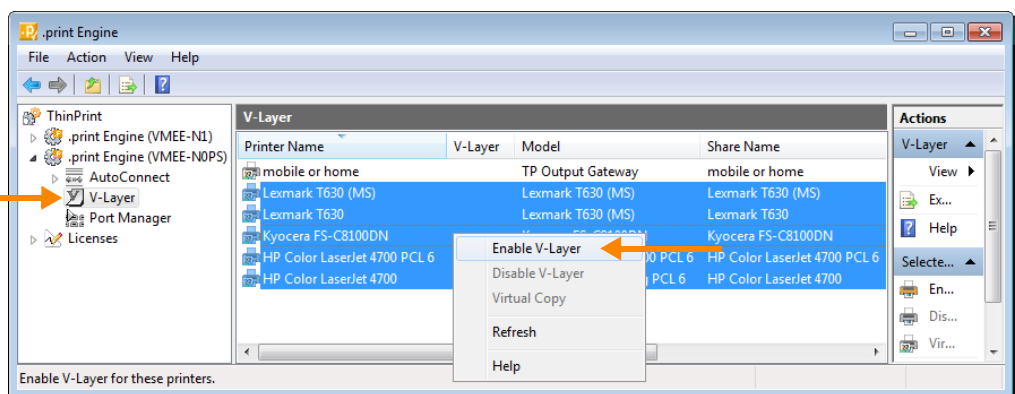 .print Engine
File Action View Help
ThinPrint
.print Engine (VMEE-N1)
.print Engine (VMEE-N0PS)
AutoConnect
V-Layer
Port Manager
Licenses
V-Layer
Printer Name V-Layer Model Share Name
mobile or home TP Output Gateway mobile or home
Lexmark T630 (MS) Lexmark T630 (MS) Lexmark T630 (MS)
Lexmark T630 Lexmark T630 (MS) Lexmark T630
Kyocera FS-C8100DN Kyocera FS-C8100DN
HP Color LaserJet 4700 PCL 6 00 PCL 6 HP Color LaserJet 4700 PCL 6
HP Color LaserJet 4700 PCL 6 HP Color LaserJet 4700
Enable V-Layer
Disable V-Layer
Virtual Copy
Refresh
Help
Actions
V-Layer
View
Ex...
Help
Selecte...
En...
Dis...
Vir...
Enable V-Layer for these printers.